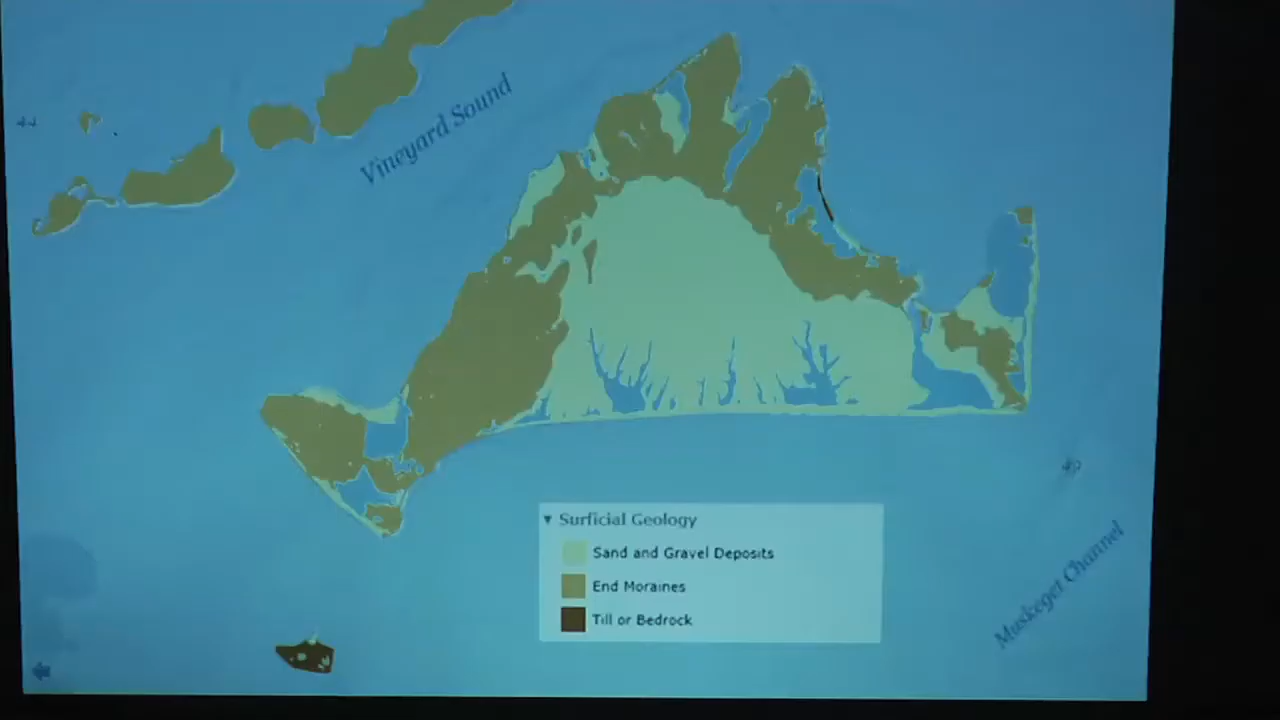 Vineyard Sound
▼ Surficial Geology
Sand and Gravel Deposits
End Moraines
Till or Bedrock
Muskeget Channel